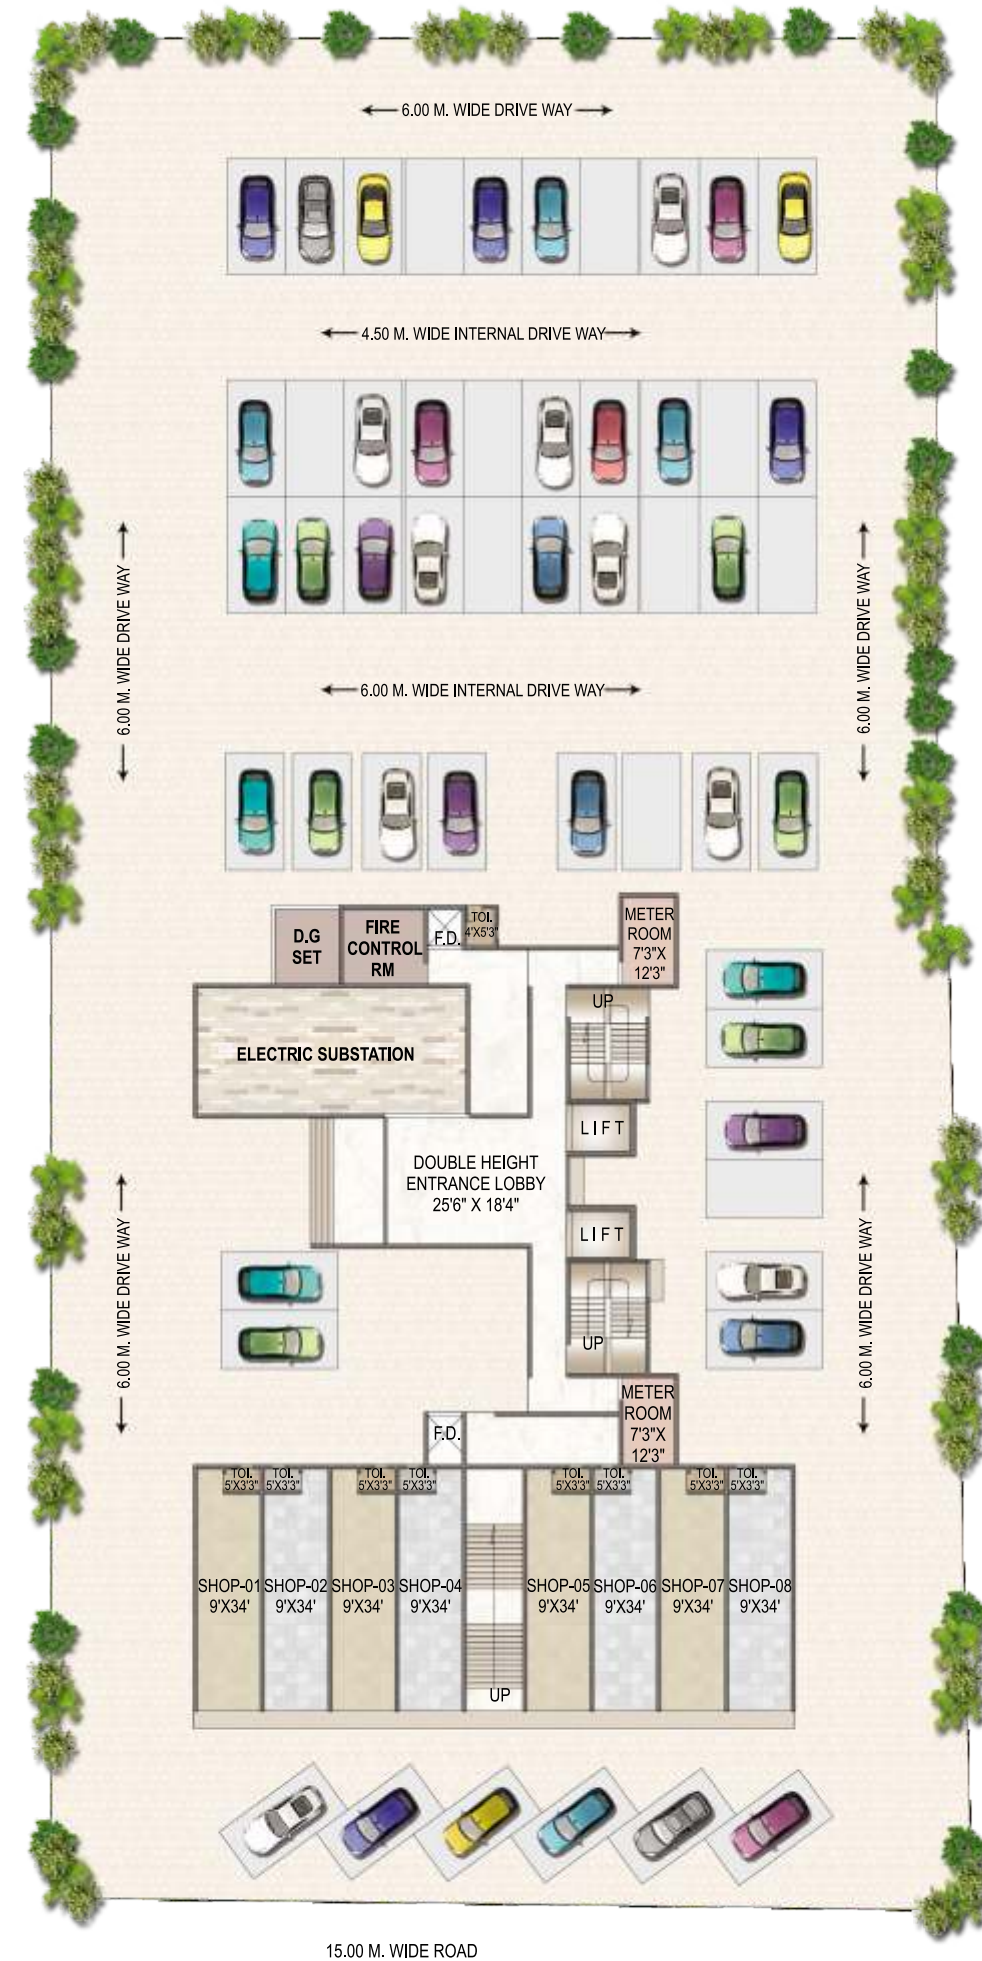 6.00 M. WIDE DRIVE WAY
4.50 M. WIDE INTERNAL DRIVE WAY
6.00 M. WIDE DRIVE WAY
6.00 M. WIDE DRIVE WAY
6.00 M. WIDE INTERNAL DRIVE WAY
D.G
SET
FIRE
CONTROL
RM
F.D.
TOI.
4'X5'3"
METER
ROOM
7'3"X
12'3"
UP
ELECTRIC SUBSTATION
LIFT
DOUBLE HEIGHT
ENTRANCE LOBBY
25'6" X 18'4"
LIFT
6.00 M. WIDE DRIVE WAY
6.00 M. WIDE DRIVE WAY
UP
METER
ROOM
7'3"X
12'3"
F.D.
TOI.
5'X3'3"
TOI.
5'X3'3"
TOI.
5'X3'3"
TOI.
5'X3'3"
TOI.
5'X3'3"
TOI.
5'X3'3"
TOI.
5'X3'3"
TOI.
5'X3'3"
SHOP-01
9'X34'
SHOP-02
9'X34'
SHOP-03
9'X34'
SHOP-04
9'X34'
SHOP-05
9'X34'
SHOP-06
9'X34'
SHOP-07
9'X34'
SHOP-08
9'X34'
UP
15.00 M. WIDE ROAD